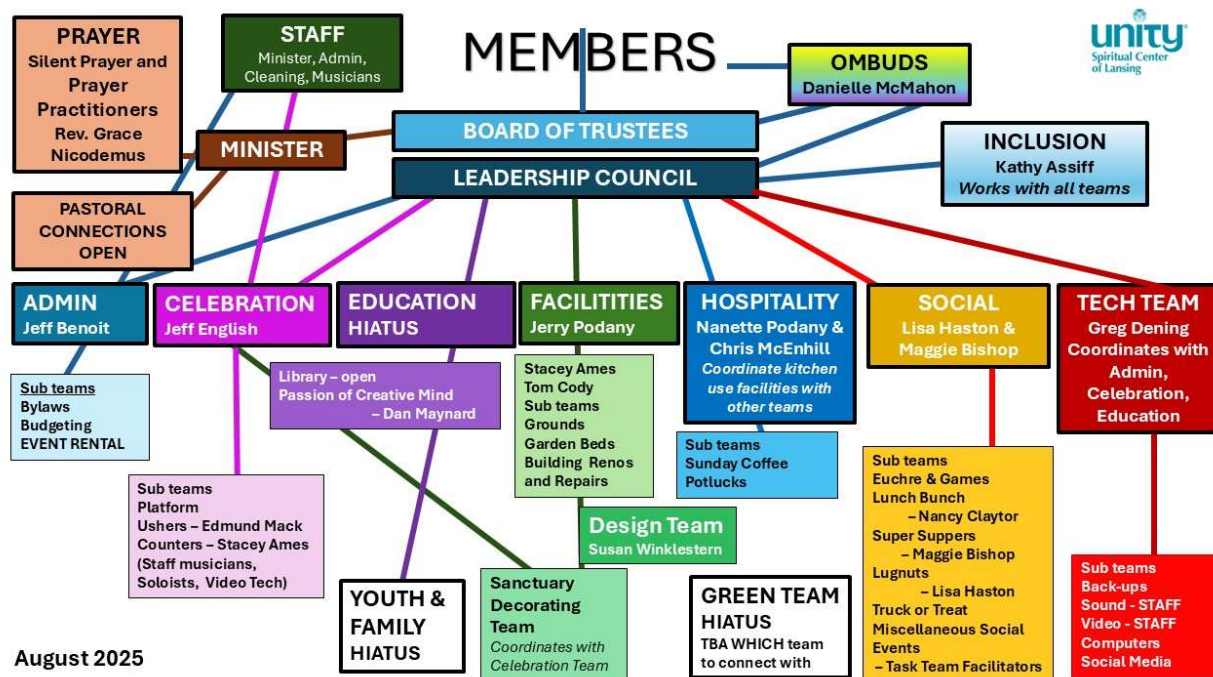 PRAYER
Silent Prayer and
Prayer
Practitioners
Rev. Grace
Nicodemus
STAFF
Minister, Admin,
Cleaning, Musicians
MEMBERS
OMBUDS
Danielle McMahon
unity
Spiritual Center
of Lansing
MINISTER
BOARD OF TRUSTEES
LEADERSHIP COUNCIL
INCLUSION
Kathy Assiff
Works with all teams
PASTORAL
CONNECTIONS
OPEN
ADMIN
Jeff Benoit
Sub teams
Bylaws
Budgeting
EVENT RENTAL
CELEBRATION
Jeff English
Sub teams
Platform
Ushers – Edmund Mack
Counters – Stacey Ames
(Staff musicians,
Soloists, Video Tech)
EDUCATION
HIATUS
Library – open
Passion of Creative Mind
– Dan Maynard
YOUTH &
FAMILY
HIATUS
FACILITITIES
Jerry Podany
Stacey Ames
Tom Cody
Sub teams
Grounds
Garden Beds
Building Renos
and Repairs
Design Team
Susan Winklestern
Sanctuary
Decorating
Team
Coordinates with
Celebration Team
HOSPITALITY
Nanette Podany &
Chris McEnhill
Coordinate kitchen
use facilities with
other teams
Sub teams
Sunday Coffee
Potlucks
GREEN TEAM
HIATUS
TBA WHICH team
to connect with
SOCIAL
Lisa Haston &
Maggie Bishop
Sub teams
Euchre & Games
Lunch Bunch
– Nancy Claytor
Super Suppers
– Maggie Bishop
Lugnuts
– Lisa Haston
Truck or Treat
Miscellaneous Social
Events
– Task Team Facilitators
TECH TEAM
Greg Dening
Coordinates with
Admin,
Celebration,
Education
Sub teams
Back-ups
Sound - STAFF
Video - STAFF
Computers
Social Media
August 2025